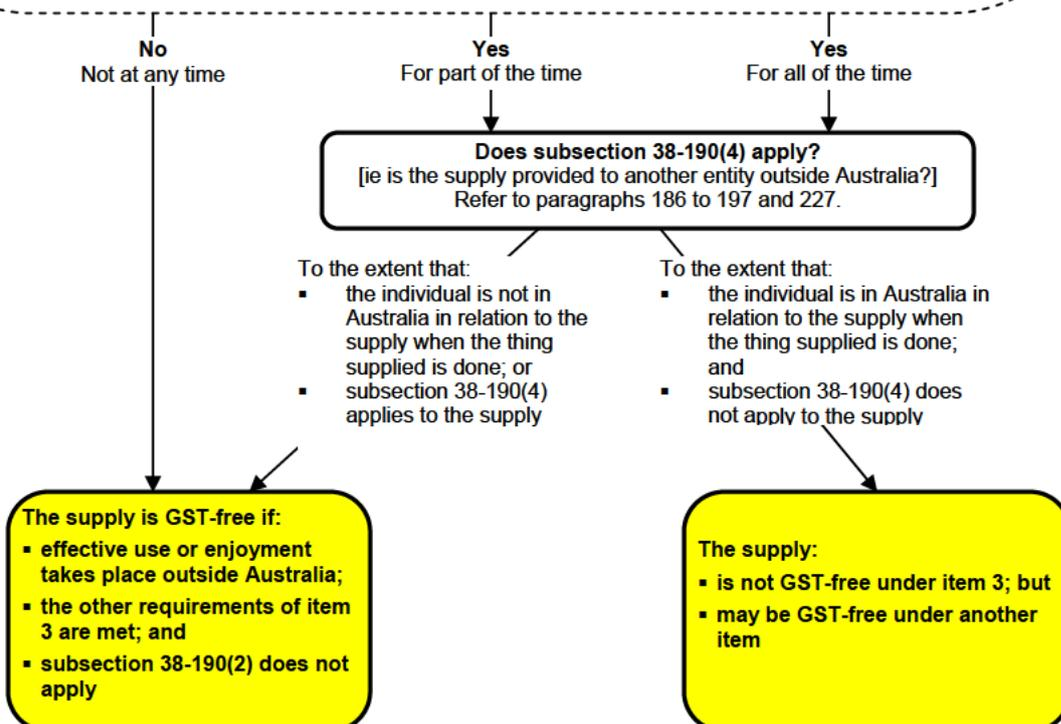 No
Not at any time
Yes
For part of the time
Yes
For all of the time
Does subsection 38-190(4) apply?
[ie is the supply provided to another entity outside Australia?]
Refer to paragraphs 186 to 197 and 227.
To the extent that:
▪ the individual is not in
Australia in relation to the
supply when the thing
supplied is done; or
▪ subsection 38-190(4)
applies to the supply
To the extent that:
▪ the individual is in Australia in
relation to the supply when
the thing supplied is done;
and
▪ subsection 38-190(4) does
not apply to the supply
The supply is GST-free if:
▪ effective use or enjoyment
takes place outside Australia;
▪ the other requirements of item
3 are met; and
▪ subsection 38-190(2) does not
apply
The supply:
▪ is not GST-free under item 3; but
▪ may be GST-free under another
item